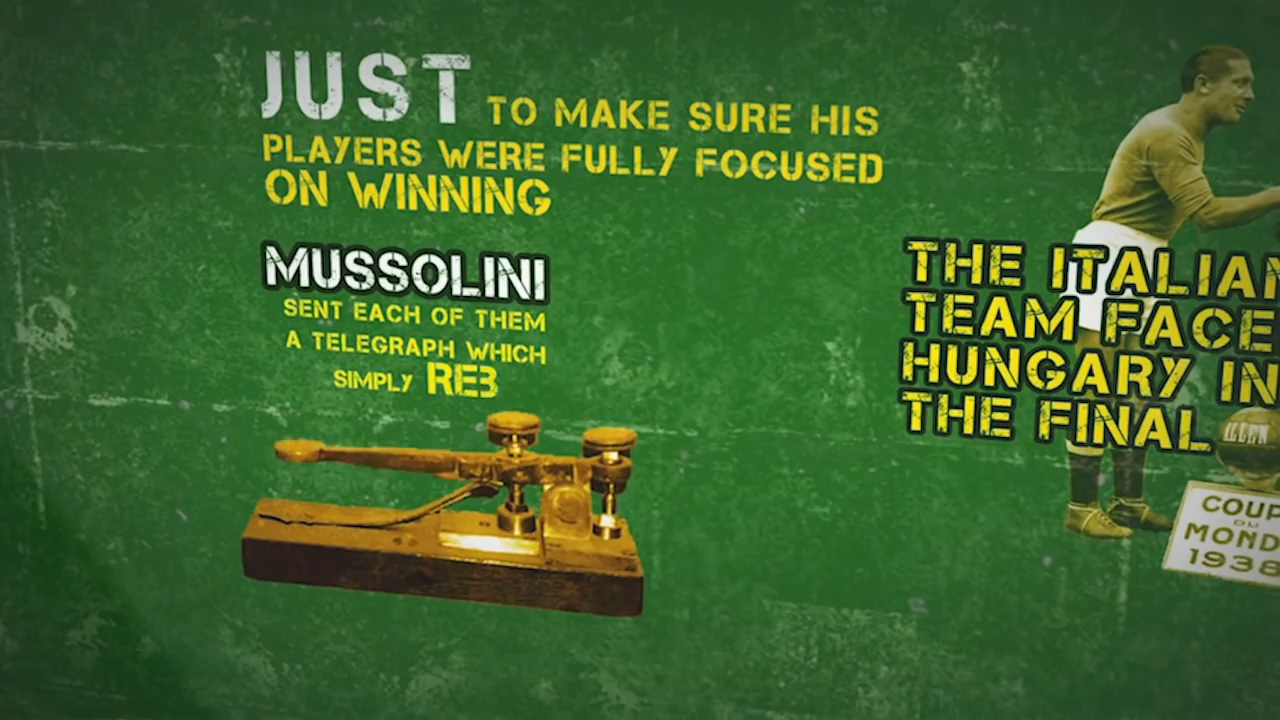 JUST TO MAKE SURE HIS
PLAYERS WERE FULLY FOCUSED
ON WINNING
MUSSOLINI
SENT EACH OF THEM
A TELEGRAPH WHICH
SIMPLY RE3
THE ITALIAN
TEAM FACE
HUNGARY IN
THE FINAL
ALLEN
COUP
DU
MOND
1938